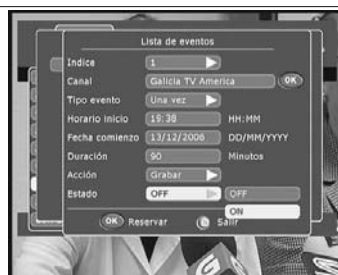 Lista de eventos
Indice 1
Canal Galicia TV America OK
Tipo evento Una vez
Horario inicio 19:38 HH:MM
Fecha comienzo 13/12/2006 DD/MM/YYYY
Duración 90 Minutos
Acción Grabar
Estado OFF OFF
ON
OK Reservar Salir